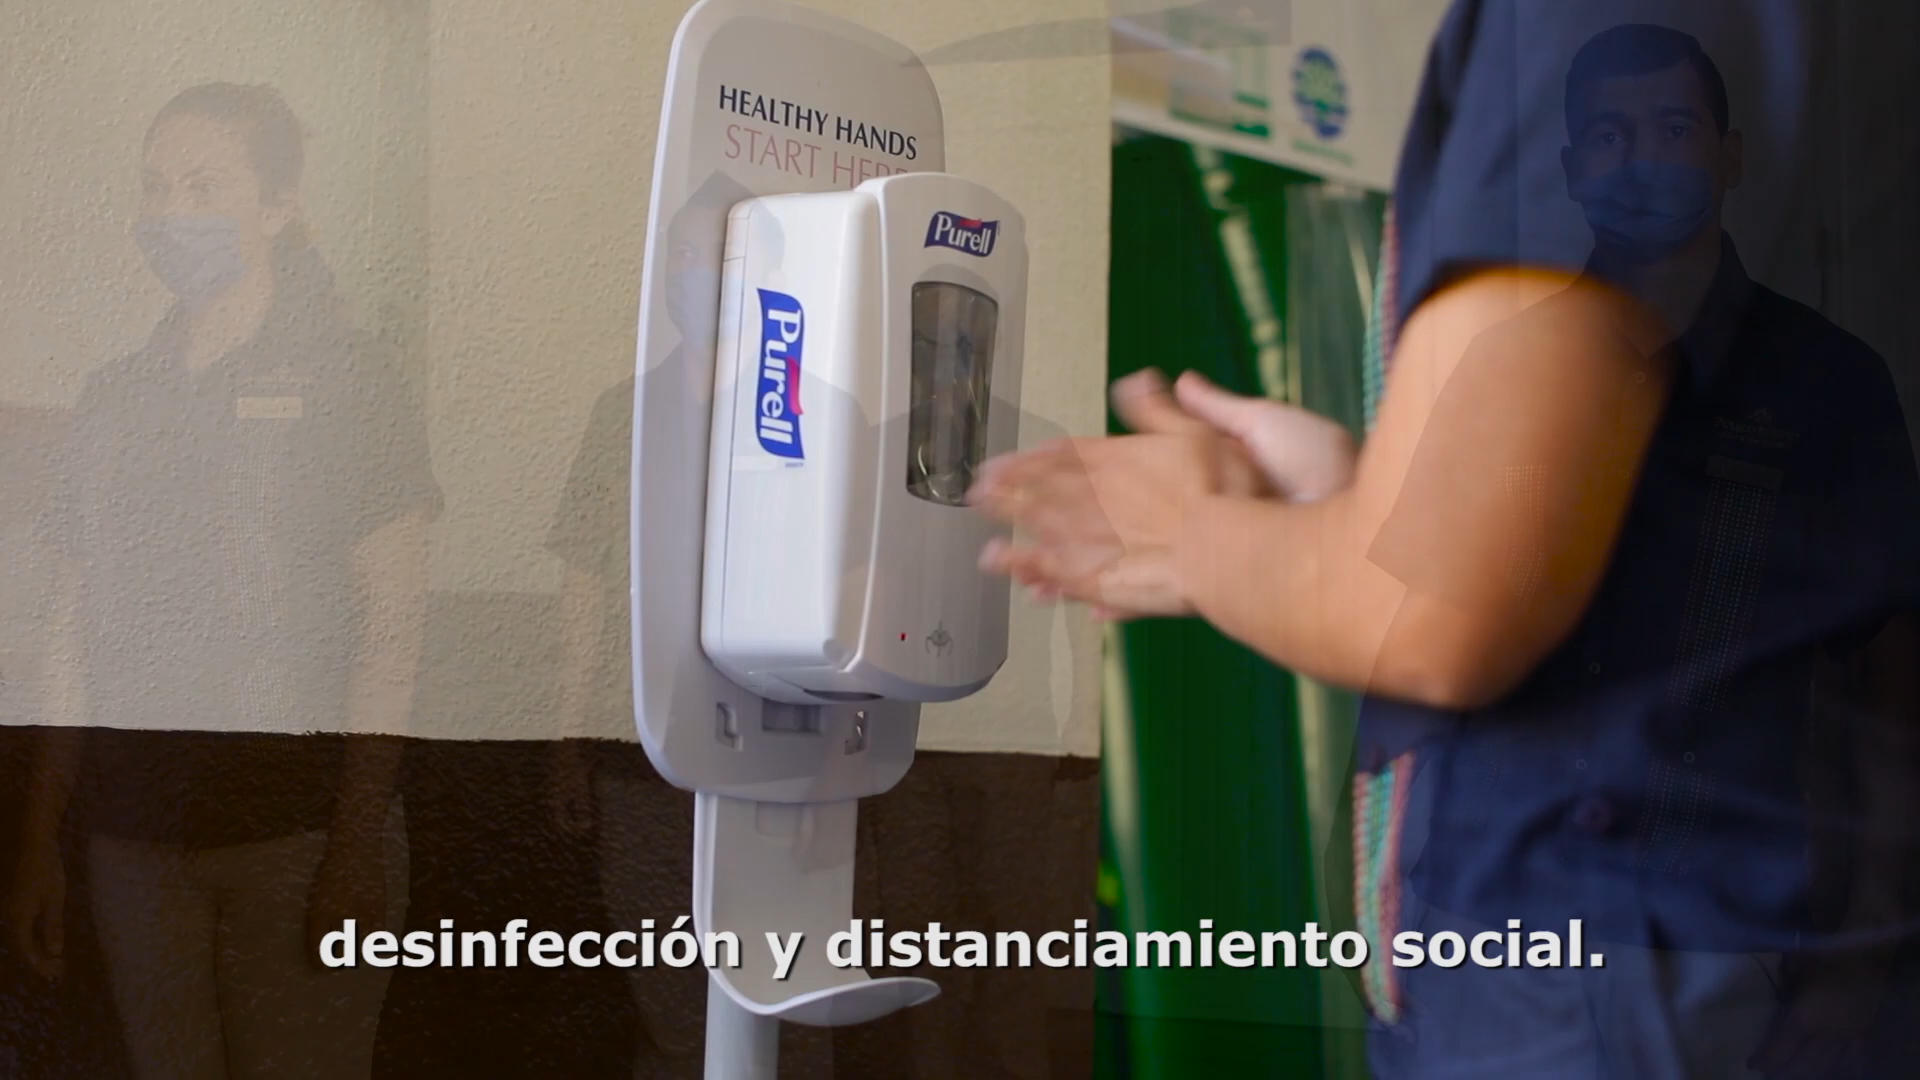 HEALTHY HANDS
START HERE
Purell
Purell
desinfección y distanciamiento social.